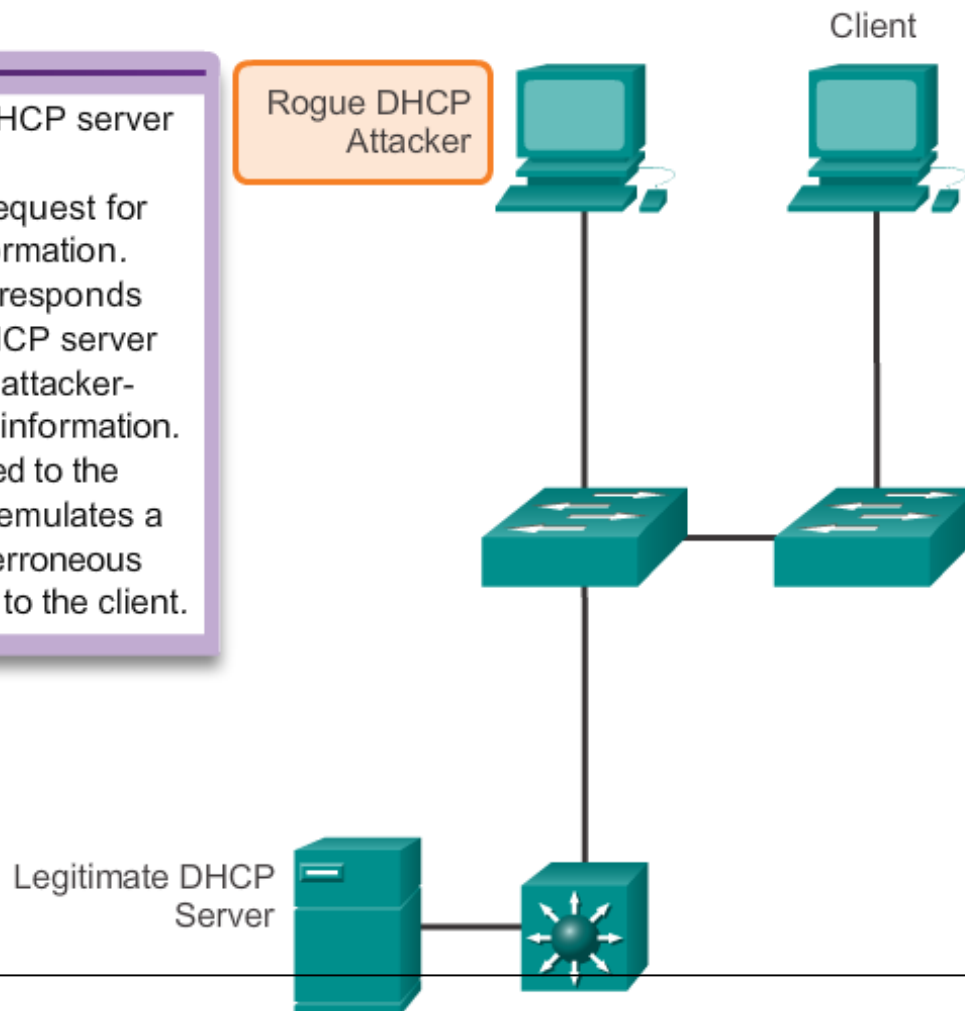 Client
HCP server
Rogue DHCP
Attacker
equest for
rmation.
responds
HCP server
attacker-
information.
ed to the
emulates a
erroneous
to the client.
Legitimate DHCP
Server